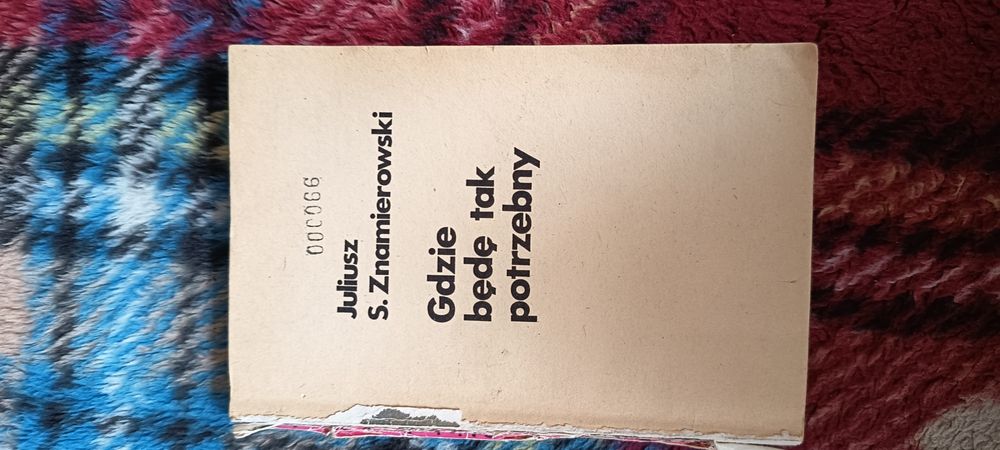 000066
Juliusz
S. Znamierowski
Gdzie
będę tak
potrzebny